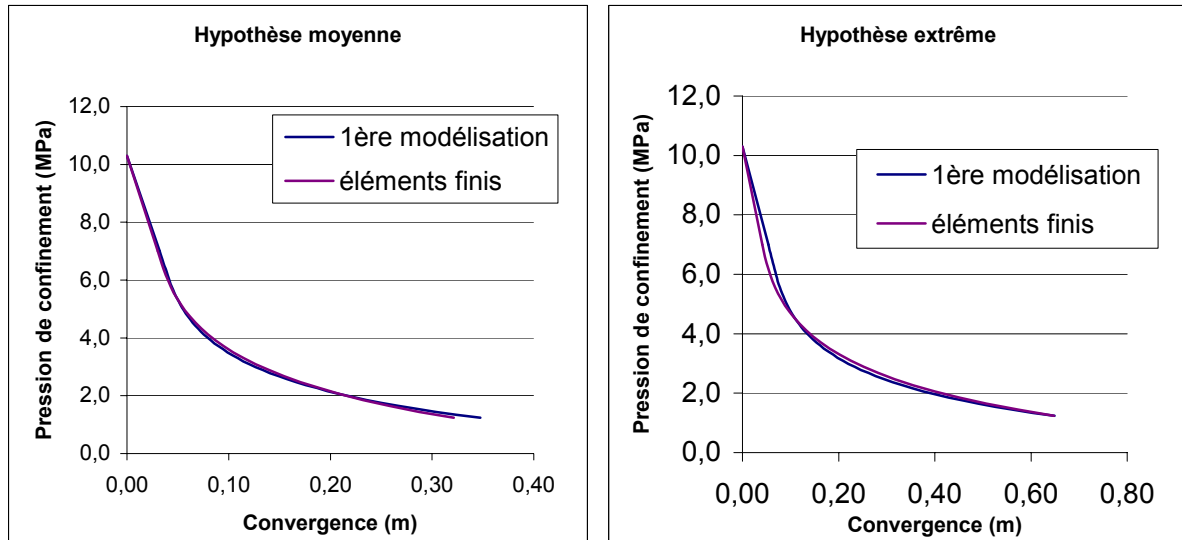 Hypothèse moyenne
Pression de confinement (MPa)
12,0
10,0
8,0
6,0
4,0
2,0
0,0
1ère modélisation
éléments finis
0,00 0,10 0,20 0,30 0,40
Convergence (m)
Hypothèse extrême
Pression de confinement (MPa)
12,0
10,0
8,0
6,0
4,0
2,0
0,0
1ère modélisation
éléments finis
0,00 0,20 0,40 0,60 0,80
Convergence (m)